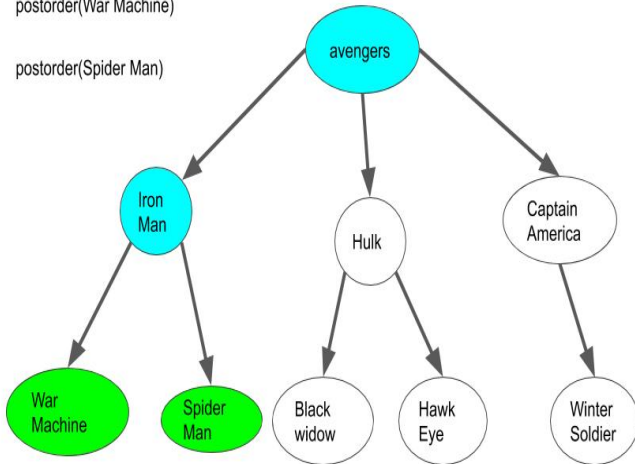 postorder(War Machine)
postorder(Spider Man)
avengers
Iron
Man
Hulk
Captain
America
War
Machine
Spider
Man
Black
widow
Hawk
Eye
Winter
Soldier